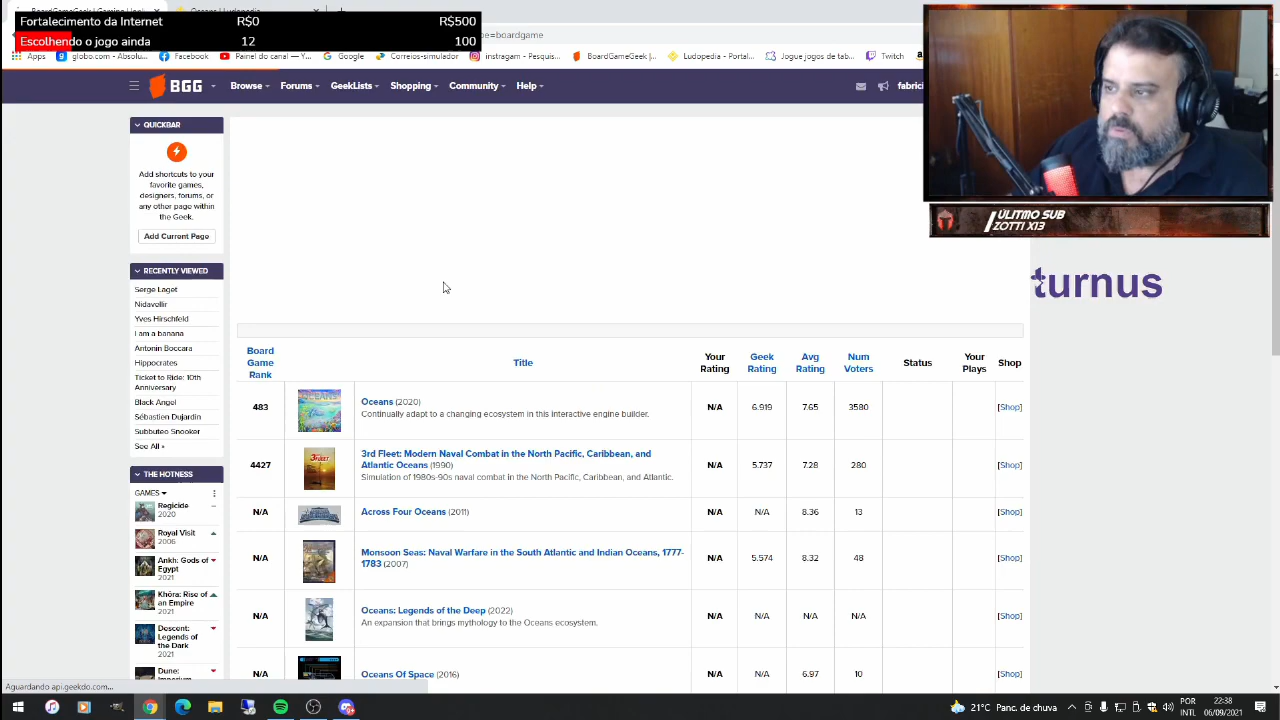 Fortalecimento da Internet R$0 R$500
Escolhendo o jogo ainda 12 100
pe=boardgame
Apps globo.com - Absolu... Facebook Painel do canal — Y... Google Correios-simulador instragam - Pesquis... BoardGameGeek |... Ludopedia - Portal... Jogue jogos de tab... Twitch
BGG Browse Forums GeekLists Shopping Community Help fabrici
QUICKBAR
Add shortcuts to your
favorite games,
designers, forums, or
any other page within
the Geek.
Add Current Page
RECENTLY VIEWED
Serge Laget
Nidavellir
Yves Hirschfeld
I am a banana
Antonin Boccara
Hippocrates
Ticket to Ride: 10th
Anniversary
Black Angel
Sébastien Dujardin
Subbuteo Snooker
See All »
THE HOTNESS
GAMES
Regicide
2020
Royal Visit
2006
Ankh: Gods of
Egypt
2021
Khôra: Rise of
an Empire
2021
Descent:
Legends of
the Dark
2021
Dune:
Imperium
ÚLITMO SUB
ZOTTI X13
turnus
Board
Game
Rank
Title
Your
Rating
Geek
Rating
Avg
Rating
Num
Voters
Status
Your
Plays
Shop
483 Oceans (2020) N/A 6.919 7.65 3580 [Shop]
Continually adapt to a changing ecosystem in this interactive engine builder.
3rd Fleet: Modern Naval Combat in the North Pacific, Caribbean, and
4427 Atlantic Oceans (1990) N/A 5.737 7.28 280 [Shop]
Simulation of 1980s-90s naval combat in the North Pacific, Caribbean, and Atlantic.
N/A Across Four Oceans (2011) N/A N/A 8.36 13 [Shop]
Monsoon Seas: Naval Warfare in the South Atlantic and Indian Oceans, 1777-
N/A 1783 (2007) N/A 5.574 8.32 48 [Shop]
Oceans: Legends of the Deep (2022)
N/A An expansion that brings mythology to the Oceans ecosystem. N/A N/A N/A N/A [Shop]
N/A Oceans Of Space (2016) N/A 6.97 10 [Shop]
Aguardando api.geekdo.com...
21°C Pancada de chuva POR 22:38
INTL 06/09/2021